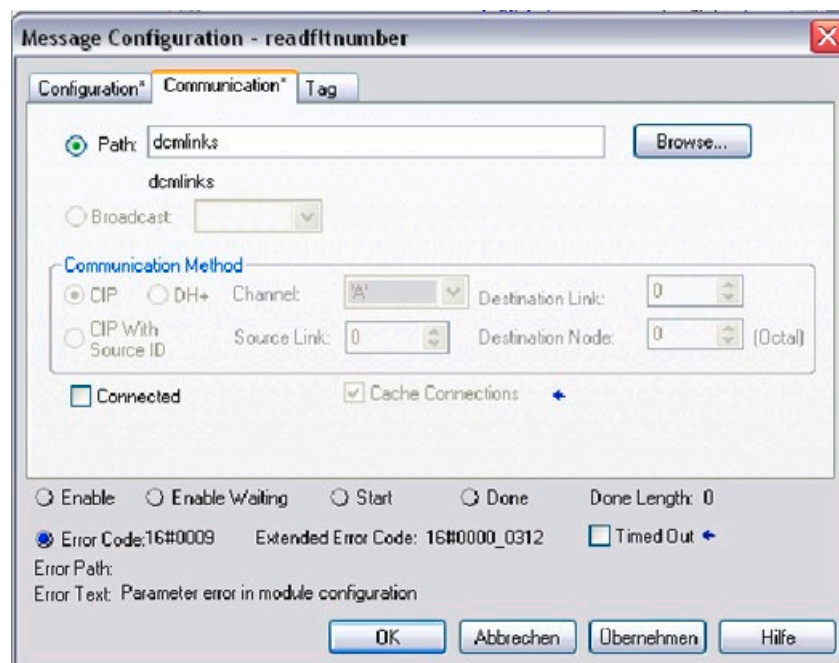 Message Configuration - readfltnumber
Configuration* Communication* Tag
Path: dcmlinks Browse...
dcmlinks
Broadcast:
Communication Method
CIP DH+ Channel: 'A' Destination Link: 0
CIP With Source ID Source Link: 0 Destination Node: 0 (Octal)
Connected Cache Connections
Enable Enable Waiting Start Done Done Length: 0
Error Code: 16#0009 Extended Error Code: 16#0000_0312 Timed Out
Error Path:
Error Text: Parameter error in module configuration
OK Abbrechen Übernehmen Hilfe